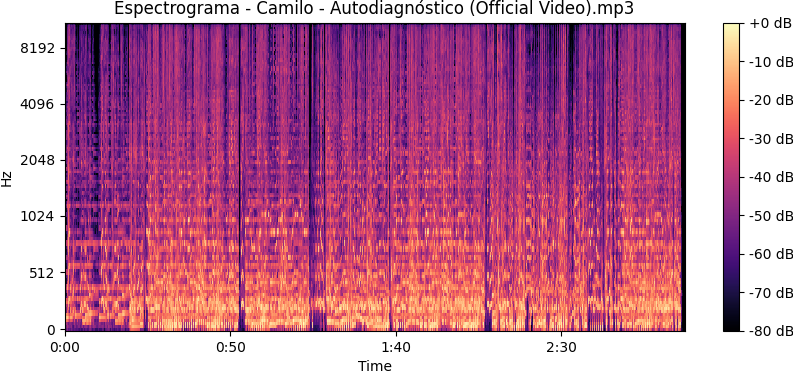 Espectrograma - Camilo - Autodiagnóstico (Official Video).mp3
+0 dB
8192
-10 dB
4096
-20 dB
-30 dB
2048
-40 dB
Hz
1024
-50 dB
-60 dB
512
-70 dB
0
-80 dB
0:00
0:50
1:40
2:30
Time